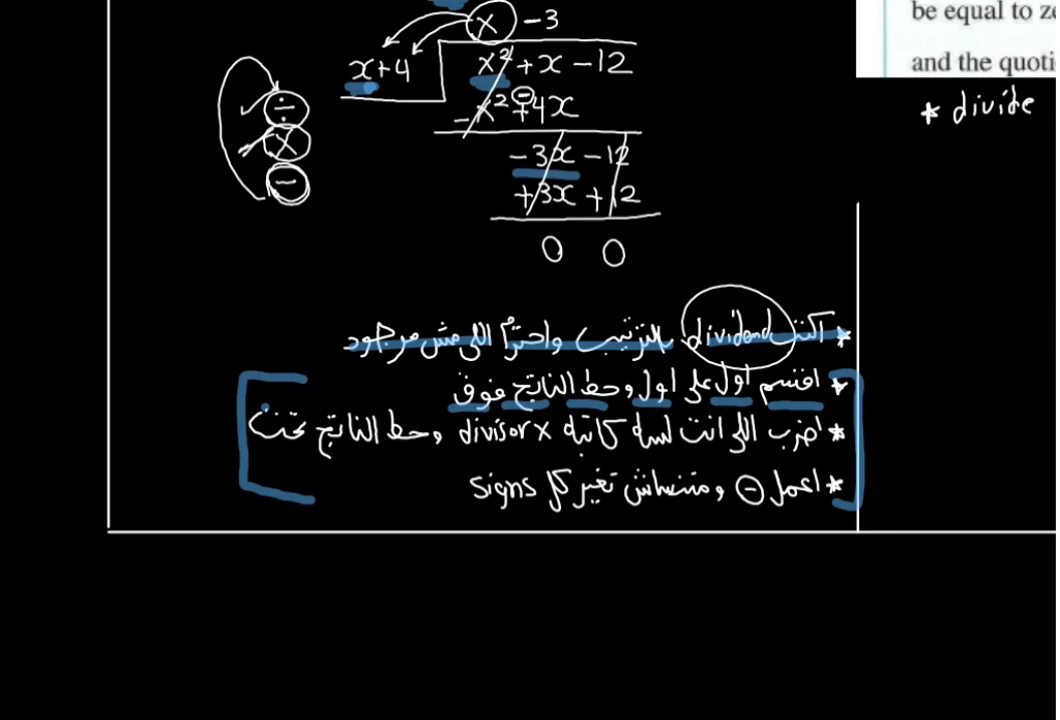 x - 3
x+4
x² + x - 12
- x² + 4x
-3x - 12
+3x + 12
0 0
÷
×
-
be equal to ze
and the quoti
* divide
* اكتب dividend بالترتيب واحترم اللي مش موجود
* اقسم اول على اول وحط الناتج فوق
* اضرب اللي انت لسه كاتبه × divisor وحط الناتج تحت
* اعمل ⊖ ومتنساش تغير كل signs